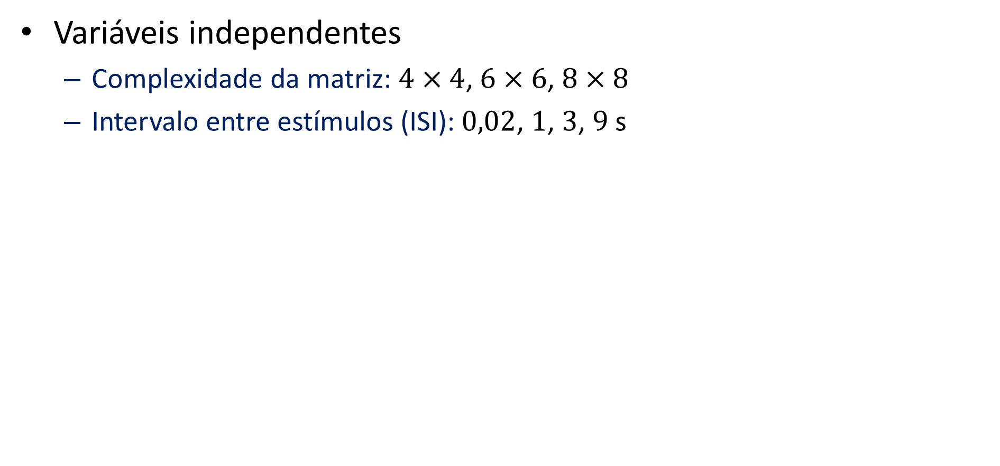 • Variáveis independentes
– Complexidade da matriz: 4 × 4, 6 × 6, 8 × 8
– Intervalo entre estímulos (ISI): 0,02, 1, 3, 9 s